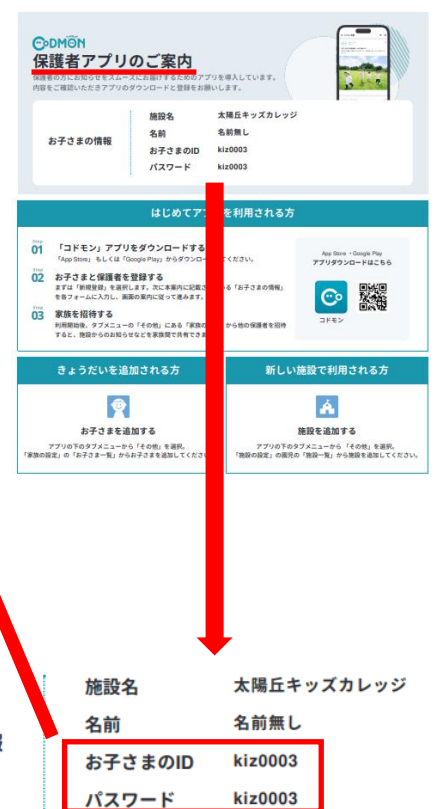 CODMON
保護者アプリのご案内
保護者の方にお知らせをスムーズにお届けするためのアプリを導入しています。
内容をご確認いただきアプリのダウンロードと登録をお願いします。
お子さまの情報
施設名 太陽丘キッズカレッジ
名前 名前無し
お子さまのID kiz0003
パスワード kiz0003
はじめてア を利用される方
Step 01 「コドモン」アプリをダウンロードする
「App Store」もしくは「Google Play」からダウンロー てください。
Step 02 お子さまと保護者を登録する
まずは「新規登録」を選択します。次に本案内に記載 る「お子さまの情報」
を各フォームに入力し、画面の案内に従って進みます。
Step 03 家族を招待する
利用開始後、タブメニューの「その他」にある「家族の から他の保護者を招待
すると、施設からのお知らせなどを家族間で共有できま
App Store・Google Play
アプリダウンロードはこちら
コドモン
きょうだいを追加される方
お子さまを追加する
アプリの下のタブメニューから「その他」を選択。
「家族の設定」の「お子さま一覧」からお子さまを追加してくださ
新しい施設で利用される方
施設を追加する
アプリの下のタブメニューから「その他」を選択。
「施設の設定」の園児の「施設一覧」から施設を追加してください。
報
施設名 太陽丘キッズカレッジ
名前 名前無し
お子さまのID kiz0003
パスワード kiz0003